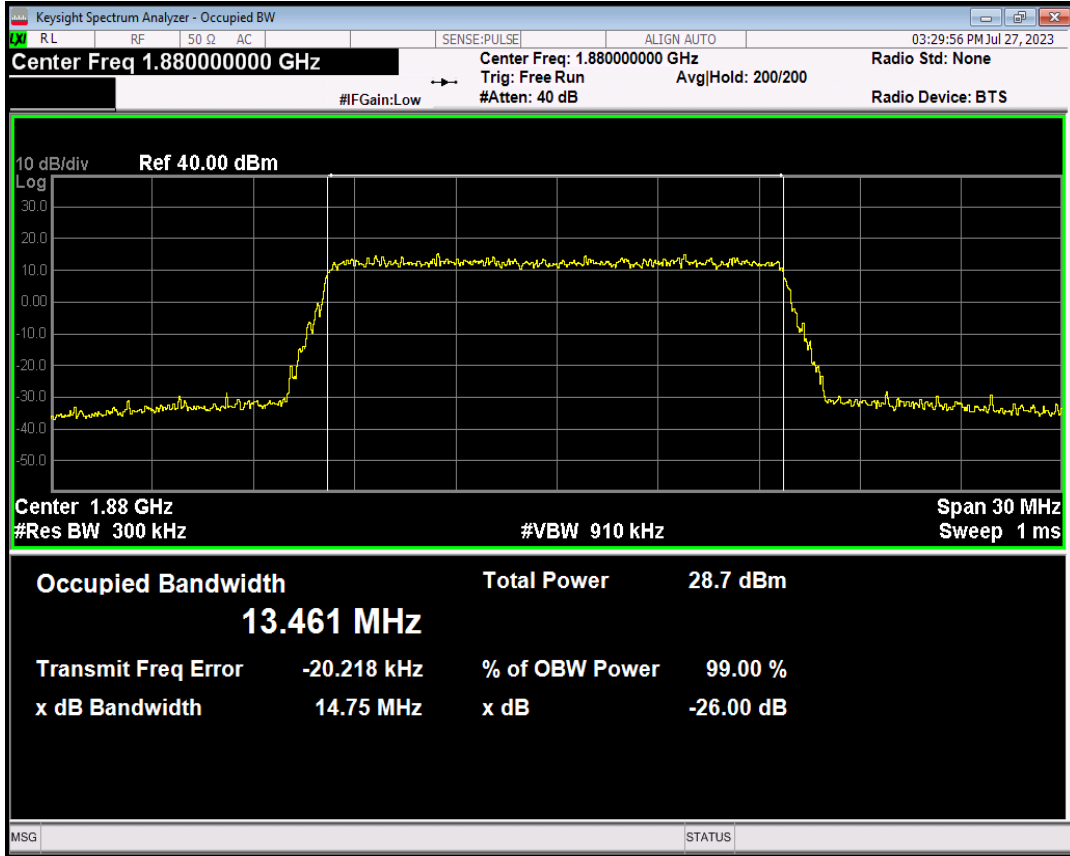 Keysight Spectrum Analyzer - Occupied BW
LXI RL RF 50 Ω AC SENSE:PULSE ALIGN AUTO 03:29:56 PM Jul 27, 2023
Center Freq 1.880000000 GHz Center Freq: 1.880000000 GHz Radio Std: None
Trig: Free Run Avg|Hold: 200/200
#IFGain:Low #Atten: 40 dB Radio Device: BTS
10 dB/div Ref 40.00 dBm
Log
30.0
20.0
10.0
0.00
-10.0
-20.0
-30.0
-40.0
-50.0
Center 1.88 GHz Span 30 MHz
#Res BW 300 kHz #VBW 910 kHz Sweep 1 ms
Occupied Bandwidth Total Power 28.7 dBm
13.461 MHz
Transmit Freq Error -20.218 kHz % of OBW Power 99.00 %
x dB Bandwidth 14.75 MHz x dB -26.00 dB
MSG STATUS